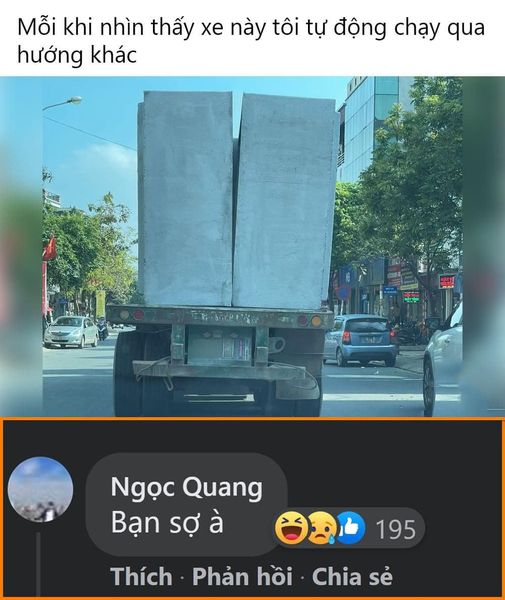 Mỗi khi nhìn thấy xe này tôi tự động chạy qua
hướng khác
Ngọc Quang
Bạn sợ à
195
Thích · Phản hồi · Chia sẻ